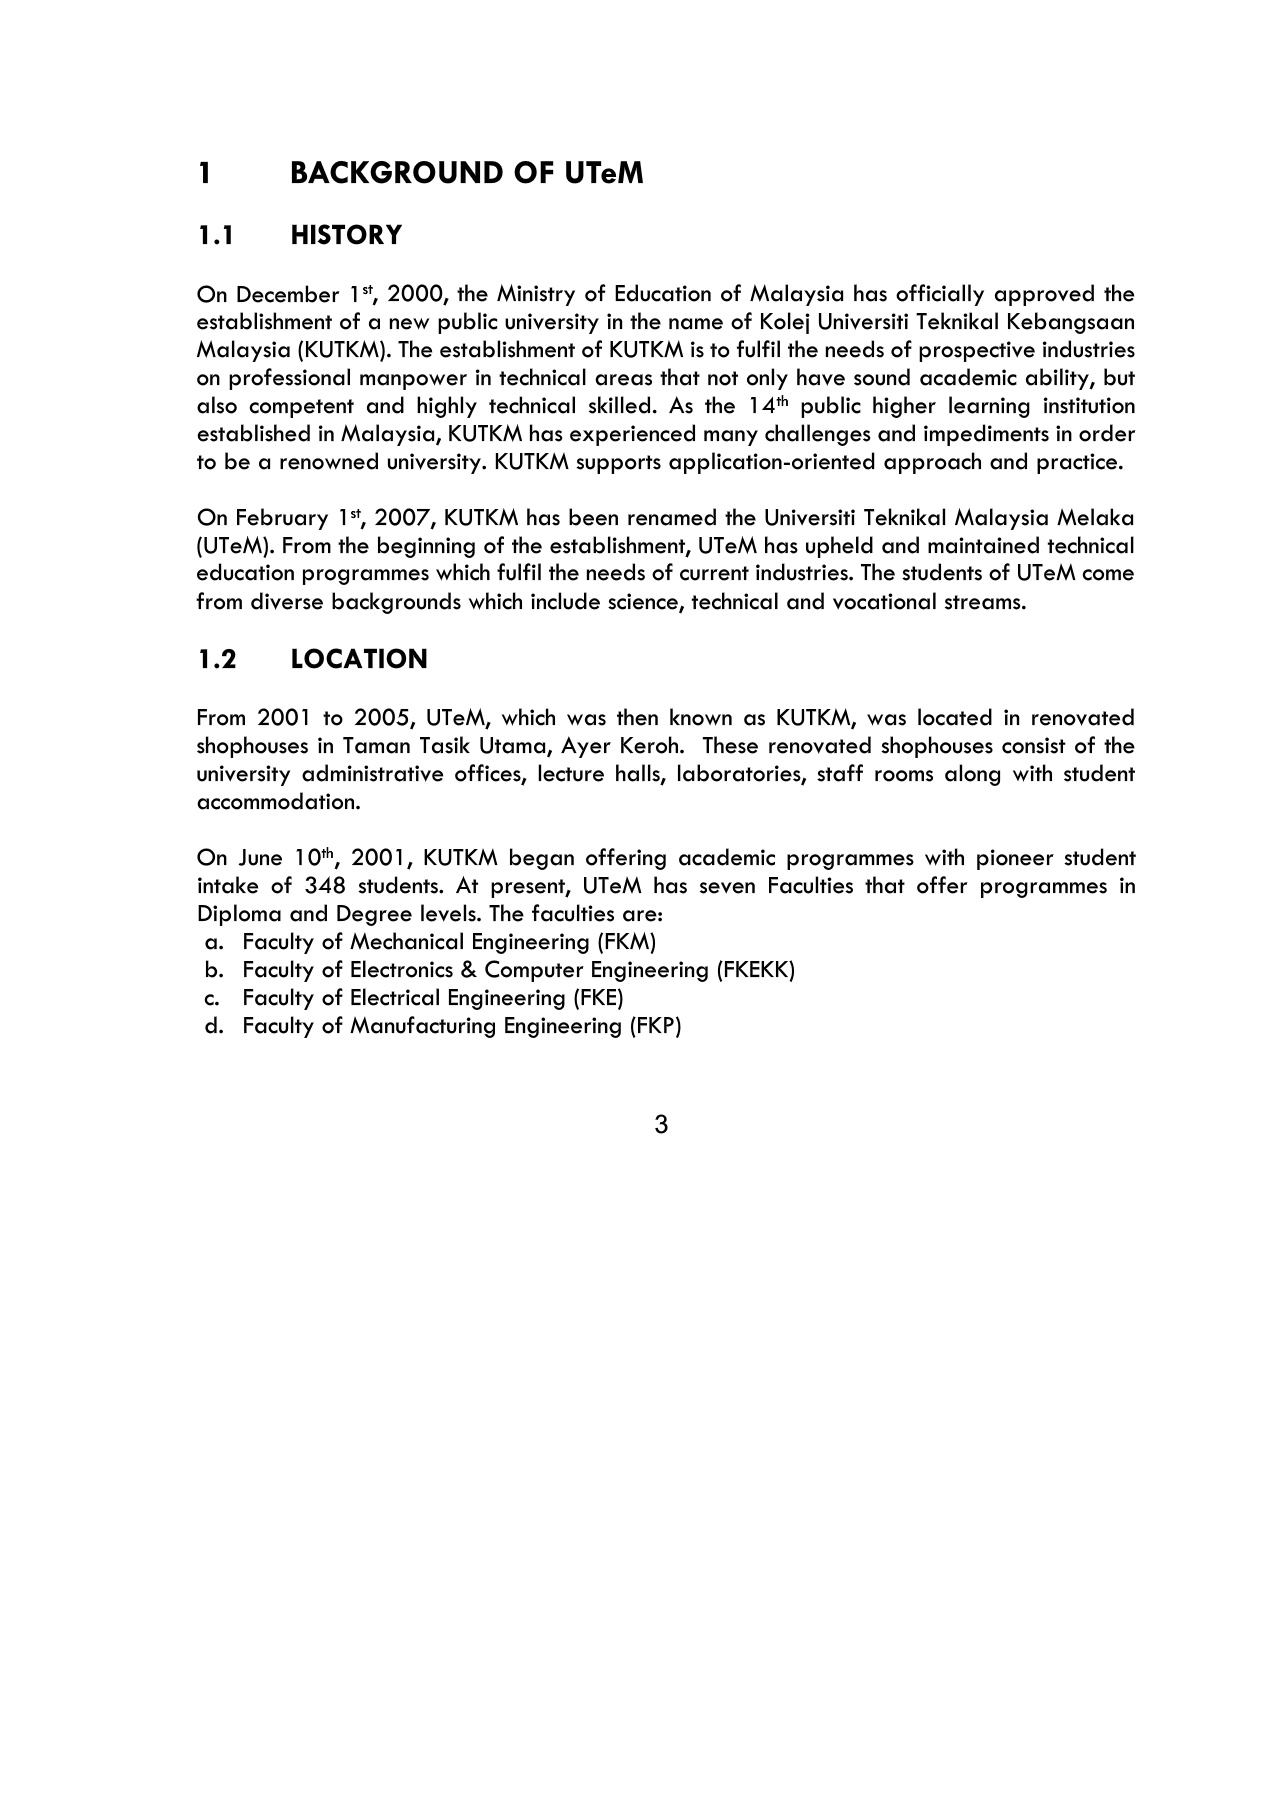 1 BACKGROUND OF UTeM
1.1 HISTORY
On December 1st, 2000, the Ministry of Education of Malaysia has officially approved the
establishment of a new public university in the name of Kolej Universiti Teknikal Kebangsaan
Malaysia (KUTKM). The establishment of KUTKM is to fulfil the needs of prospective industries
on professional manpower in technical areas that not only have sound academic ability, but
also competent and highly technical skilled. As the 14th public higher learning institution
established in Malaysia, KUTKM has experienced many challenges and impediments in order
to be a renowned university. KUTKM supports application-oriented approach and practice.
On February 1st, 2007, KUTKM has been renamed the Universiti Teknikal Malaysia Melaka
(UTeM). From the beginning of the establishment, UTeM has upheld and maintained technical
education programmes which fulfil the needs of current industries. The students of UTeM come
from diverse backgrounds which include science, technical and vocational streams.
1.2 LOCATION
From 2001 to 2005, UTeM, which was then known as KUTKM, was located in renovated
shophouses in Taman Tasik Utama, Ayer Keroh.  These renovated shophouses consist of the
university administrative offices, lecture halls, laboratories, staff rooms along with student
accommodation.
On June 10th, 2001, KUTKM began offering academic programmes with pioneer student
intake of 348 students. At present, UTeM has seven Faculties that offer programmes in
Diploma and Degree levels. The faculties are:
a. Faculty of Mechanical Engineering (FKM)
b. Faculty of Electronics & Computer Engineering (FKEKK)
c. Faculty of Electrical Engineering (FKE)
d. Faculty of Manufacturing Engineering (FKP)
3